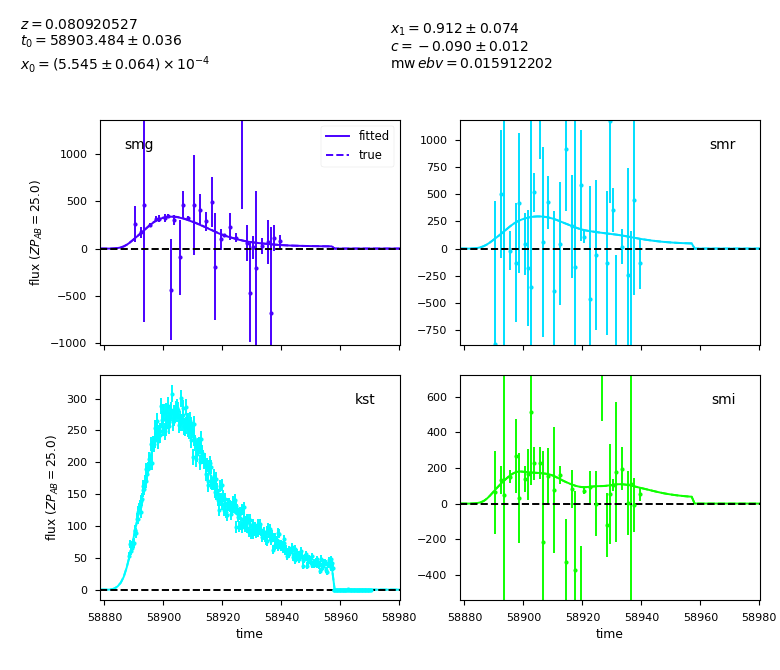 z = 0.080920527
t₀ = 58903.484 ± 0.036
x₀ = (5.545 ± 0.064) × 10⁻⁴
x₁ = 0.912 ± 0.074
c = −0.090 ± 0.012
mw ebv = 0.015912202
smg
fitted
true
1000
500
0
−500
−1000
flux (ZP_AB = 25.0)
smr
1000
750
500
250
0
−250
−500
−750
kst
300
250
200
150
100
50
0
flux (ZP_AB = 25.0)
58880 58900 58920 58940 58960 58980
time
smi
600
400
200
0
−200
−400
58880 58900 58920 58940 58960 58980
time